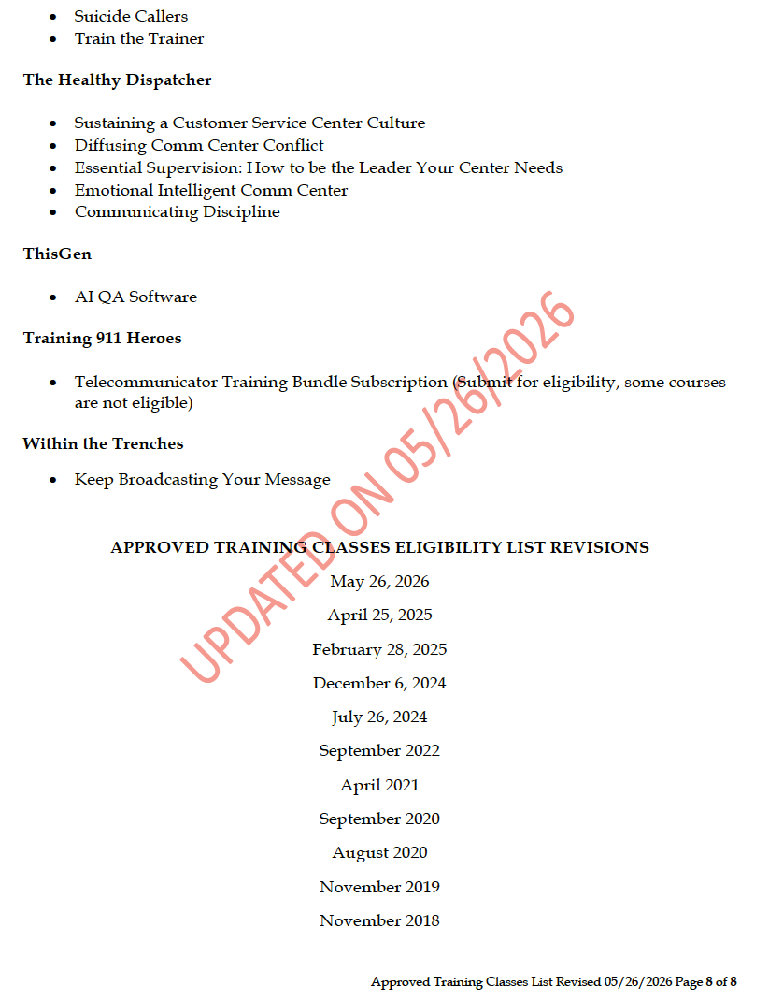 • Suicide Callers
• Train the Trainer
The Healthy Dispatcher
• Sustaining a Customer Service Center Culture
• Diffusing Comm Center Conflict
• Essential Supervision: How to be the Leader Your Center Needs
• Emotional Intelligent Comm Center
• Communicating Discipline
ThisGen
• AI QA Software
Training 911 Heroes
• Telecommunicator Training Bundle Subscription (Submit for eligibility, some courses
are not eligible)
Within the Trenches
• Keep Broadcasting Your Message
UPDATED ON 05/26/2026
APPROVED TRAINING CLASSES ELIGIBILITY LIST REVISIONS
May 26, 2026
April 25, 2025
February 28, 2025
December 6, 2024
July 26, 2024
September 2022
April 2021
September 2020
August 2020
November 2019
November 2018
Approved Training Classes List Revised 05/26/2026 Page 8 of 8